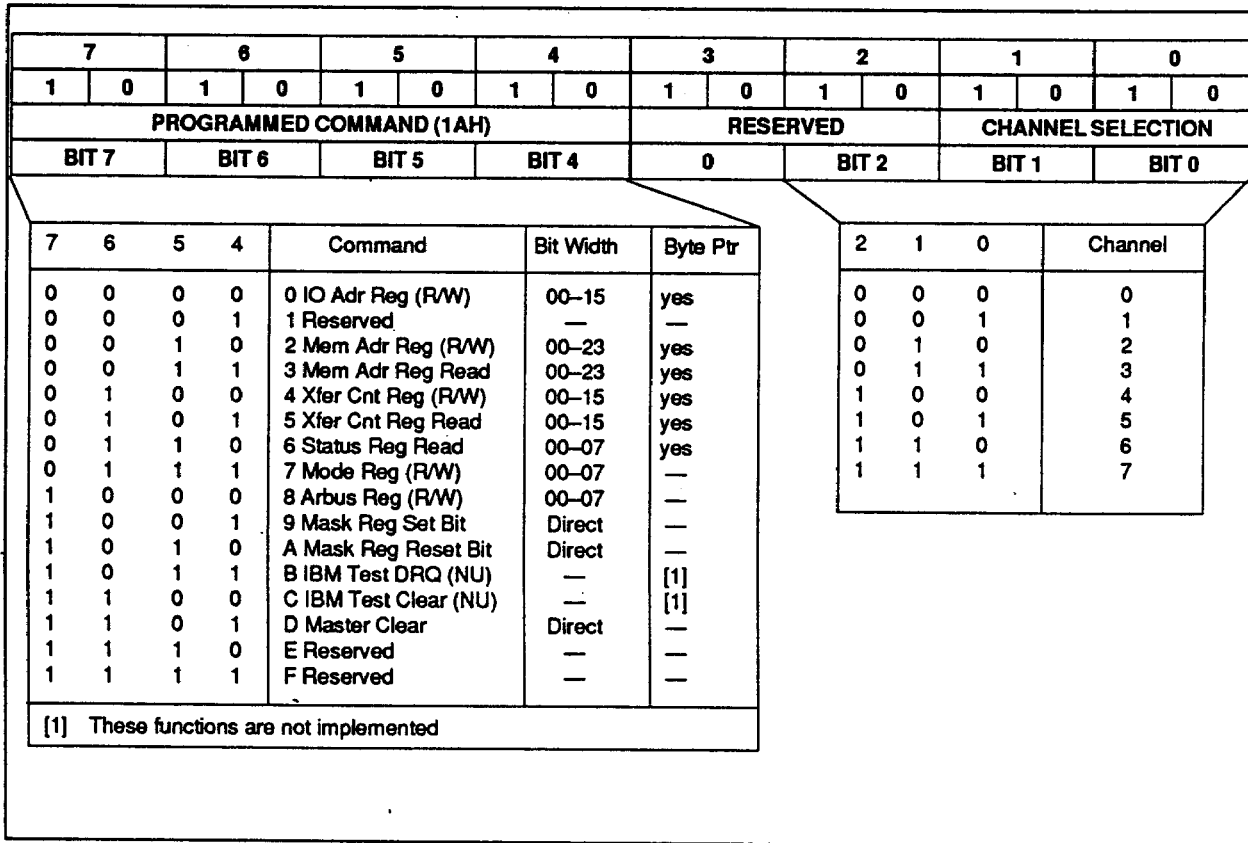 7 6 5 4 3 2 1 0
1 0 1 0 1 0 1 0 1 0 1 0 1 0 1 0
PROGRAMMED COMMAND (1AH) RESERVED CHANNEL SELECTION
BIT 7 BIT 6 BIT 5 BIT 4 0 BIT 2 BIT 1 BIT 0
7 6 5 4 Command Bit Width Byte Ptr
0 0 0 0 0 IO Adr Reg (R/W) 00–15 yes
0 0 0 1 1 Reserved — —
0 0 1 0 2 Mem Adr Reg (R/W) 00–23 yes
0 0 1 1 3 Mem Adr Reg Read 00–23 yes
0 1 0 0 4 Xfer Cnt Reg (R/W) 00–15 yes
0 1 0 1 5 Xfer Cnt Reg Read 00–15 yes
0 1 1 0 6 Status Reg Read 00–07 yes
0 1 1 1 7 Mode Reg (R/W) 00–07 —
1 0 0 0 8 Arbus Reg (R/W) 00–07 —
1 0 0 1 9 Mask Reg Set Bit Direct —
1 0 1 0 A Mask Reg Reset Bit Direct —
1 0 1 1 B IBM Test DRQ (NU) — [1]
1 1 0 0 C IBM Test Clear (NU) — [1]
1 1 0 1 D Master Clear Direct —
1 1 1 0 E Reserved — —
1 1 1 1 F Reserved — —
[1] These functions are not implemented
2 1 0 Channel
0 0 0 0
0 0 1 1
0 1 0 2
0 1 1 3
1 0 0 4
1 0 1 5
1 1 0 6
1 1 1 7